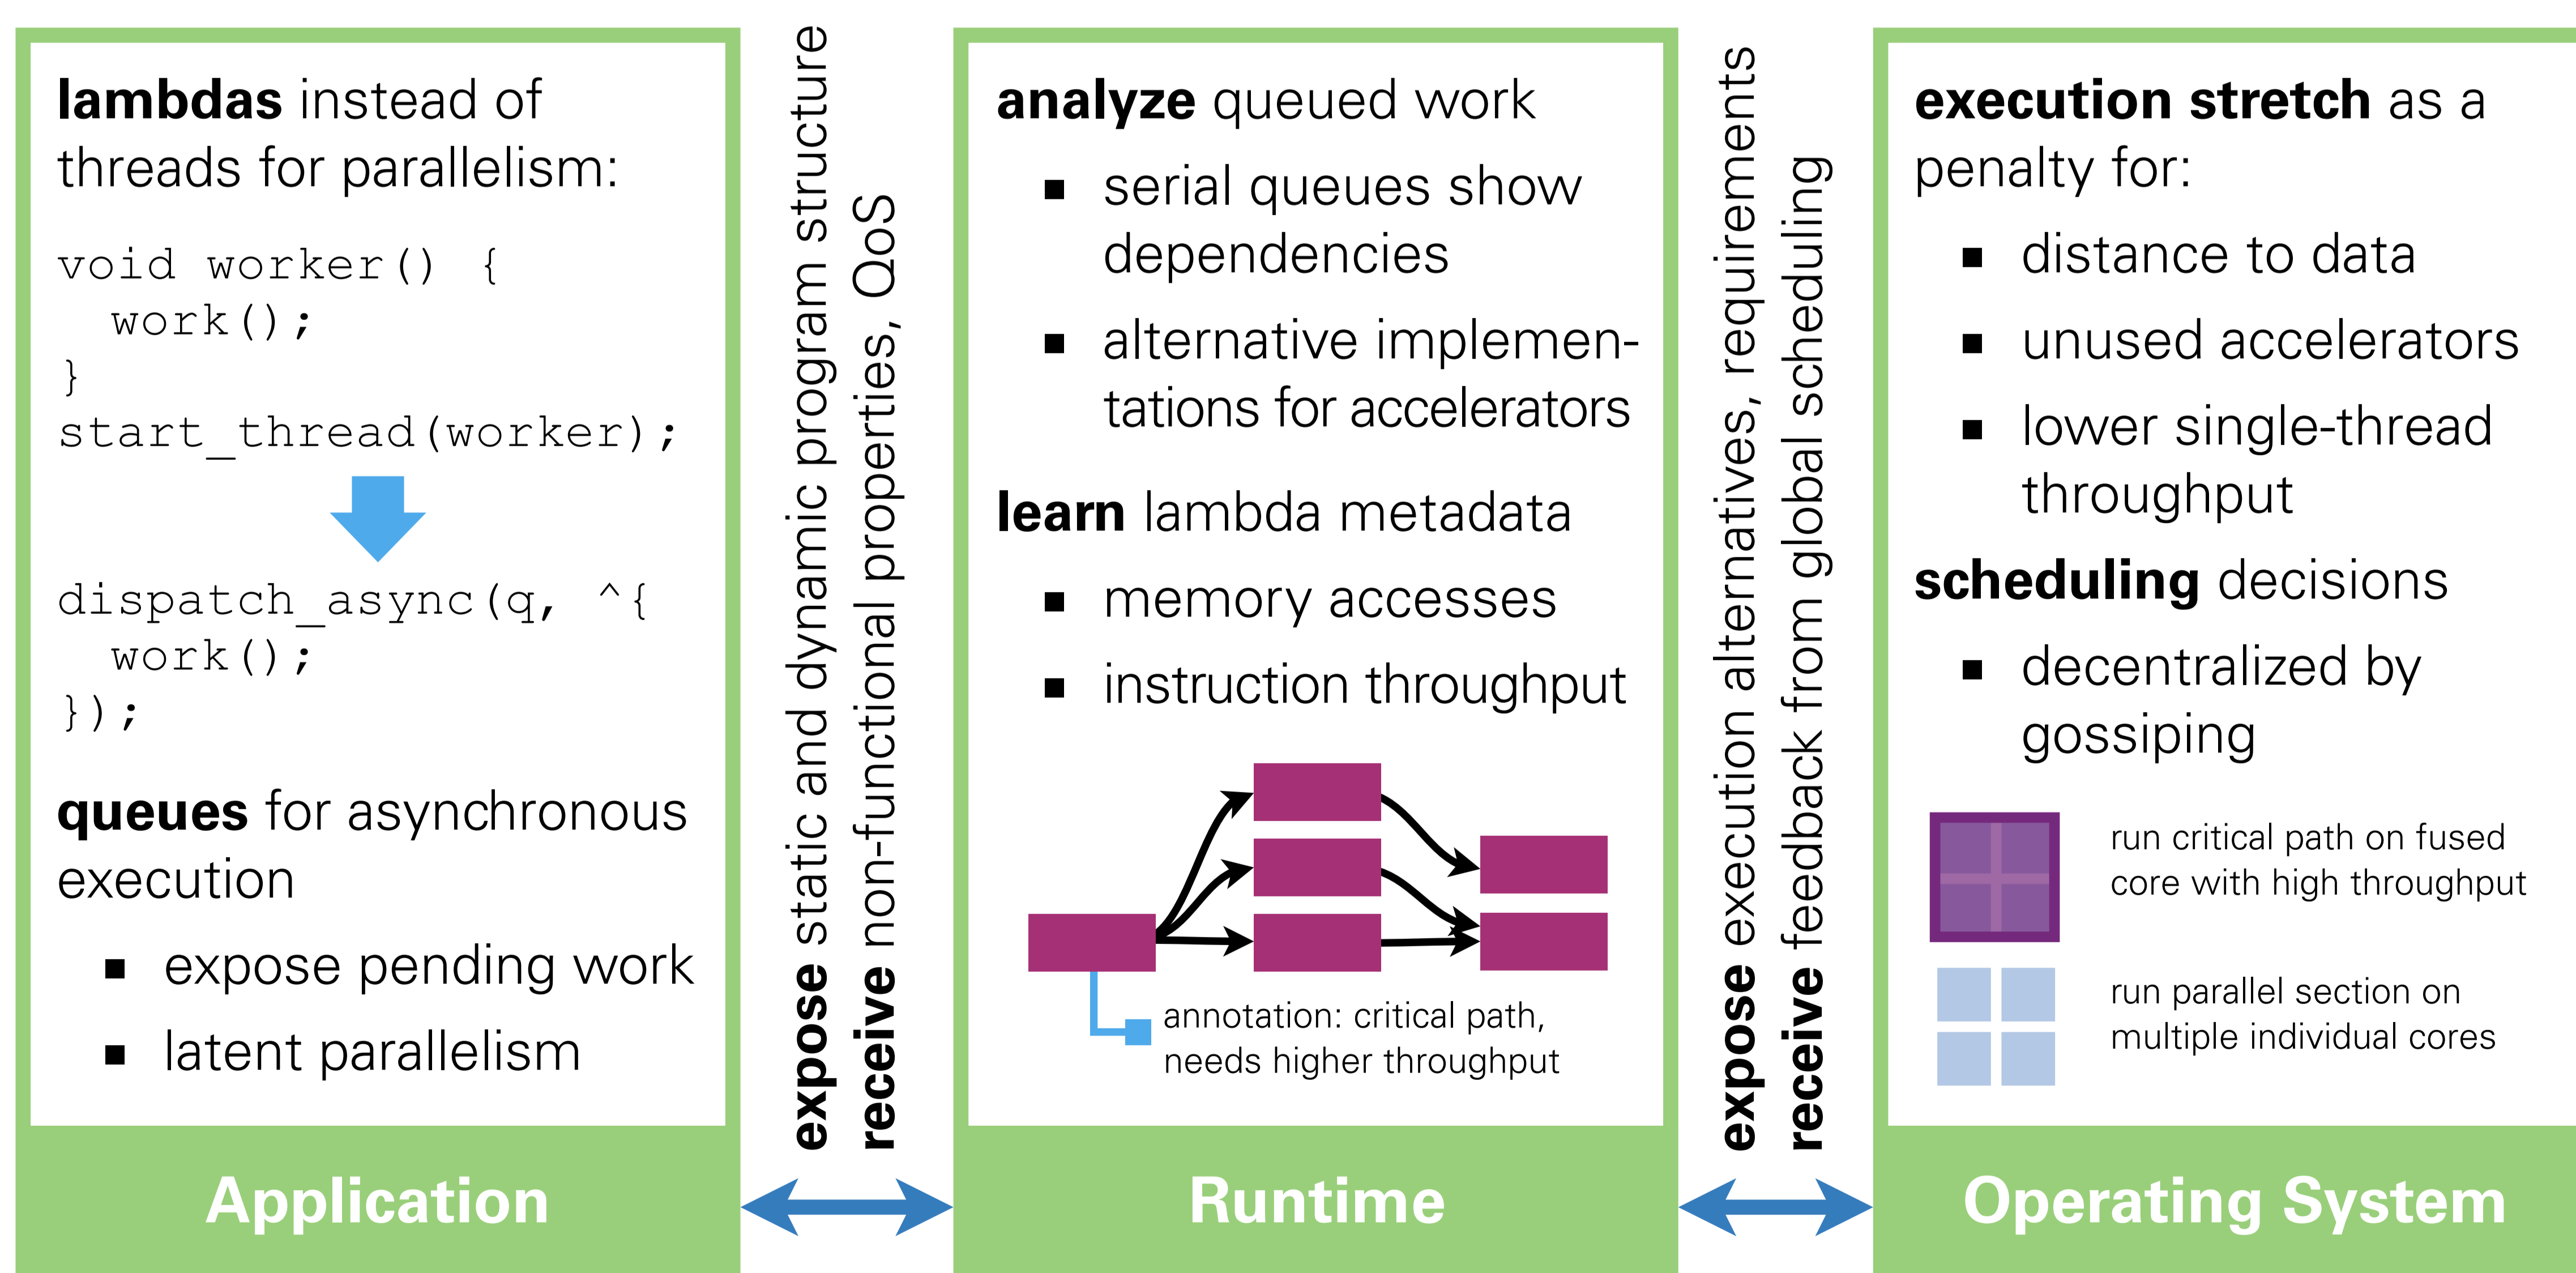 lambdas instead of
threads for parallelism:
void worker() {
  work();
}
start_thread(worker);
dispatch_async(q, ^{
  work();
});
queues for asynchronous
execution
▪ expose pending work
▪ latent parallelism
Application
expose static and dynamic program structure
receive non-functional properties, QoS
analyze queued work
▪ serial queues show
dependencies
▪ alternative implemen-
tations for accelerators
learn lambda metadata
▪ memory accesses
▪ instruction throughput
annotation: critical path,
needs higher throughput
Runtime
expose execution alternatives, requirements
receive feedback from global scheduling
execution stretch as a
penalty for:
▪ distance to data
▪ unused accelerators
▪ lower single-thread
throughput
scheduling decisions
▪ decentralized by
gossiping
run critical path on fused
core with high throughput
run parallel section on
multiple individual cores
Operating System